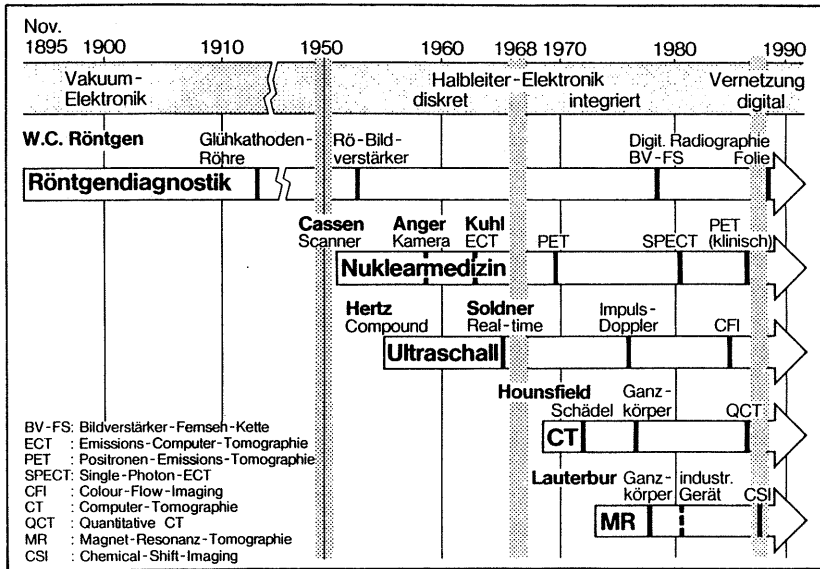 Nov.
1895 1900 1910 1950 1960 1968 1970 1980 1990
Vakuum- Halbleiter-Elektronik Vernetzung
Elektronik diskret integriert digital
W.C. Röntgen Glühkathoden- Rö-Bild- Digit. Radiographie
Röhre verstärker BV-FS Folie
Röntgendiagnostik
Cassen Anger Kuhl PET
Scanner Kamera ECT PET SPECT (klinisch)
Nuklearmedizin
Hertz Soldner Impuls-
Compound Real-time Doppler CFI
Ultraschall
Hounsfield Ganz-
Schädel körper QCT
CT
Lauterbur Ganz- industr.
körper Gerät CSI
MR
BV-FS: Bildverstärker-Fernsen-Kette
ECT : Emissions-Computer-Tomographie
PET : Positronen-Emissions-Tomographie
SPECT: Single-Photon-ECT
CFI : Colour-Flow-Imaging
CT : Computer-Tomographie
QCT : Quantitative CT
MR : Magnet-Resonanz-Tomographie
CSI : Chemical-Shift-Imaging